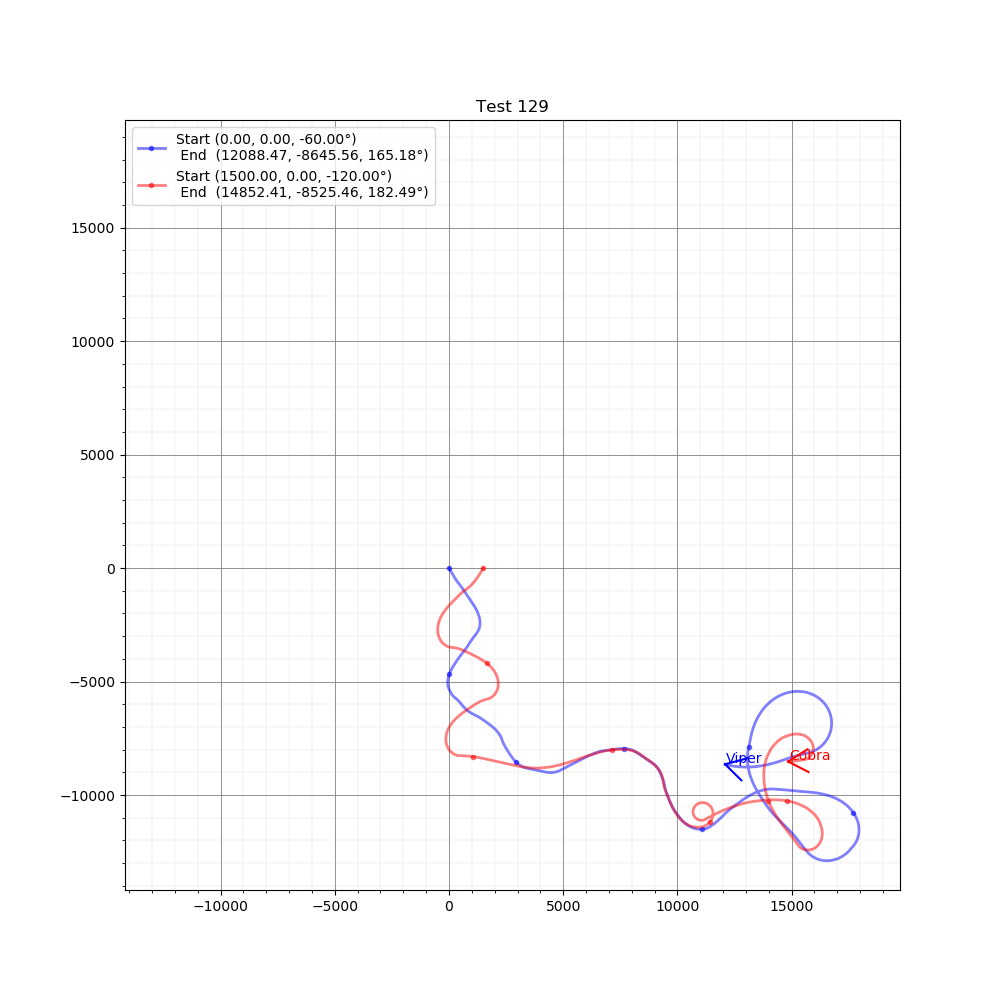 Test 129
Start (0.00, 0.00, -60.00°)
End (12088.47, -8645.56, 165.18°)
Start (1500.00, 0.00, -120.00°)
End (14852.41, -8525.46, 182.49°)
15000
10000
5000
0
−5000
−10000
Viper
Cobra
−10000
−5000
0
5000
10000
15000